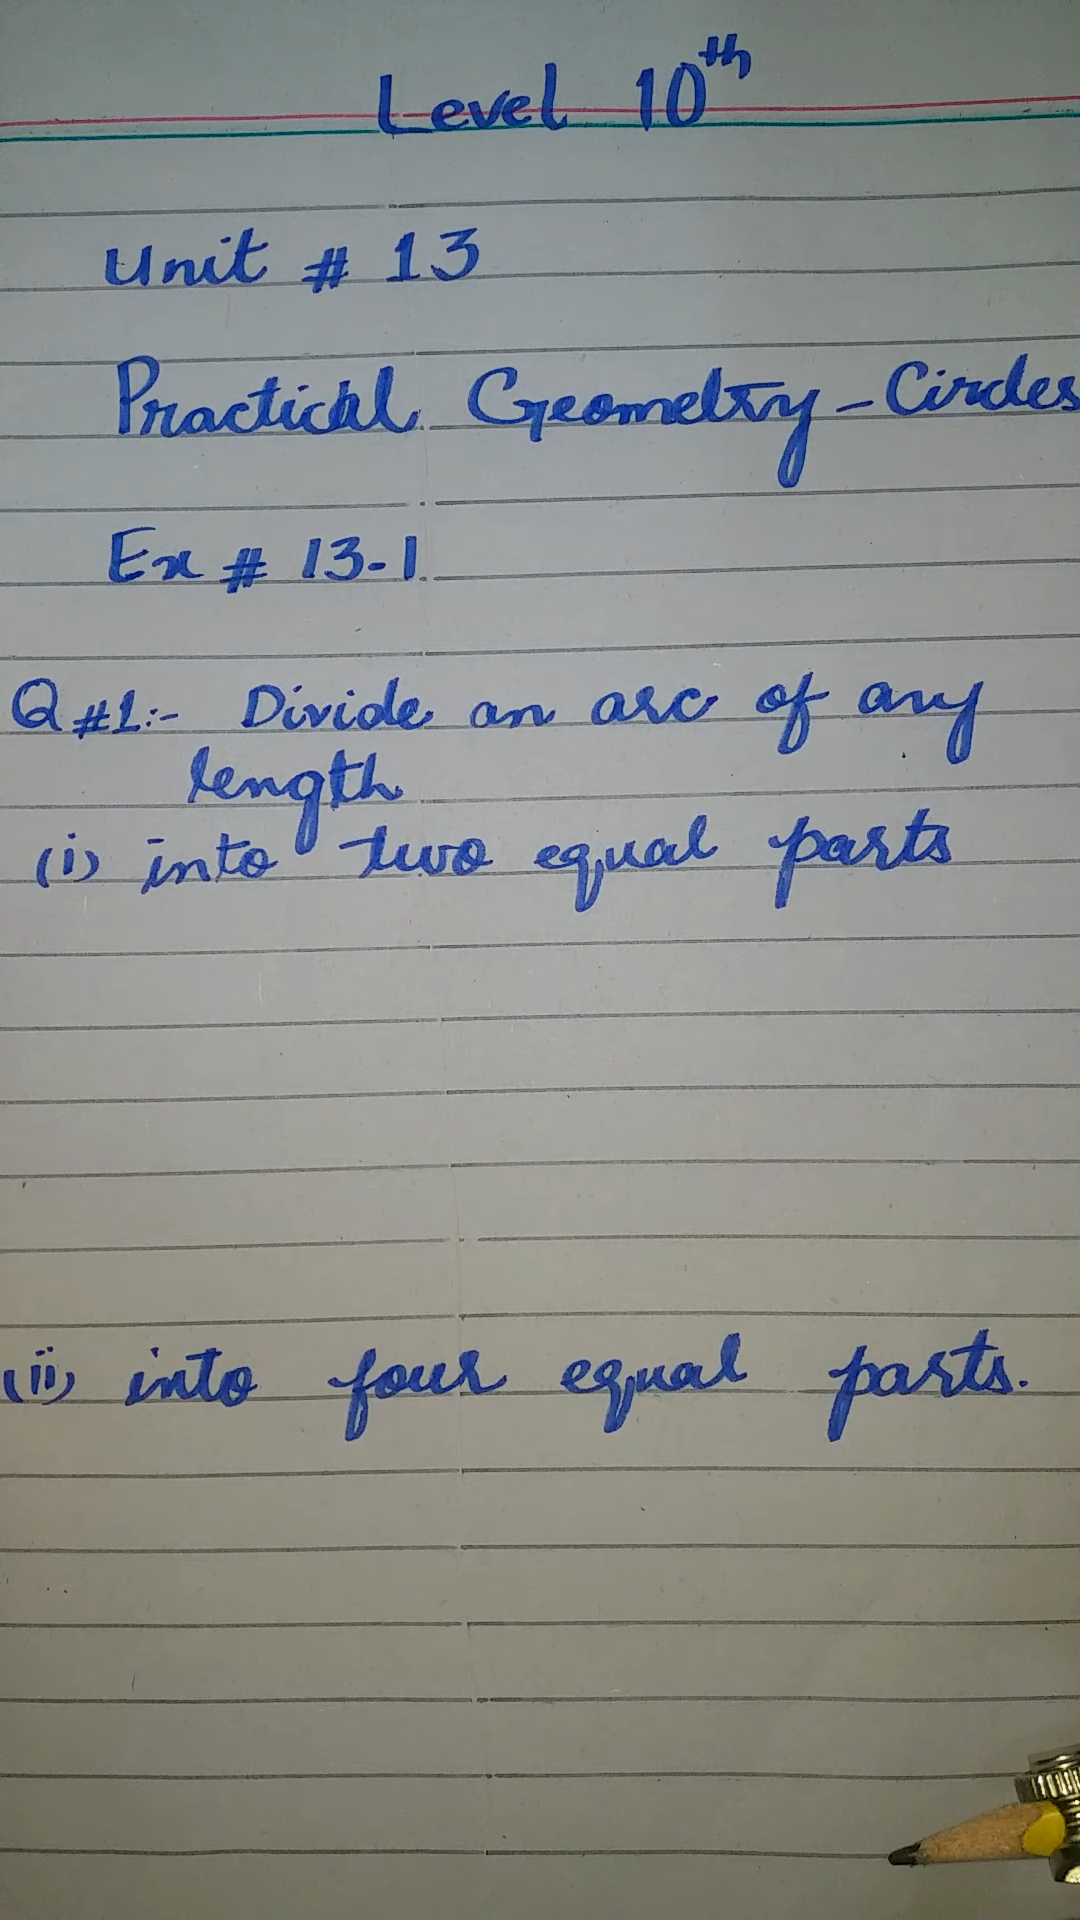 Level 10th
Unit # 13
Practical Geometry - Circles
Ex # 13-1
Q #1:- Divide an arc of any
length
(i) into two equal parts
(ii) into four equal parts.